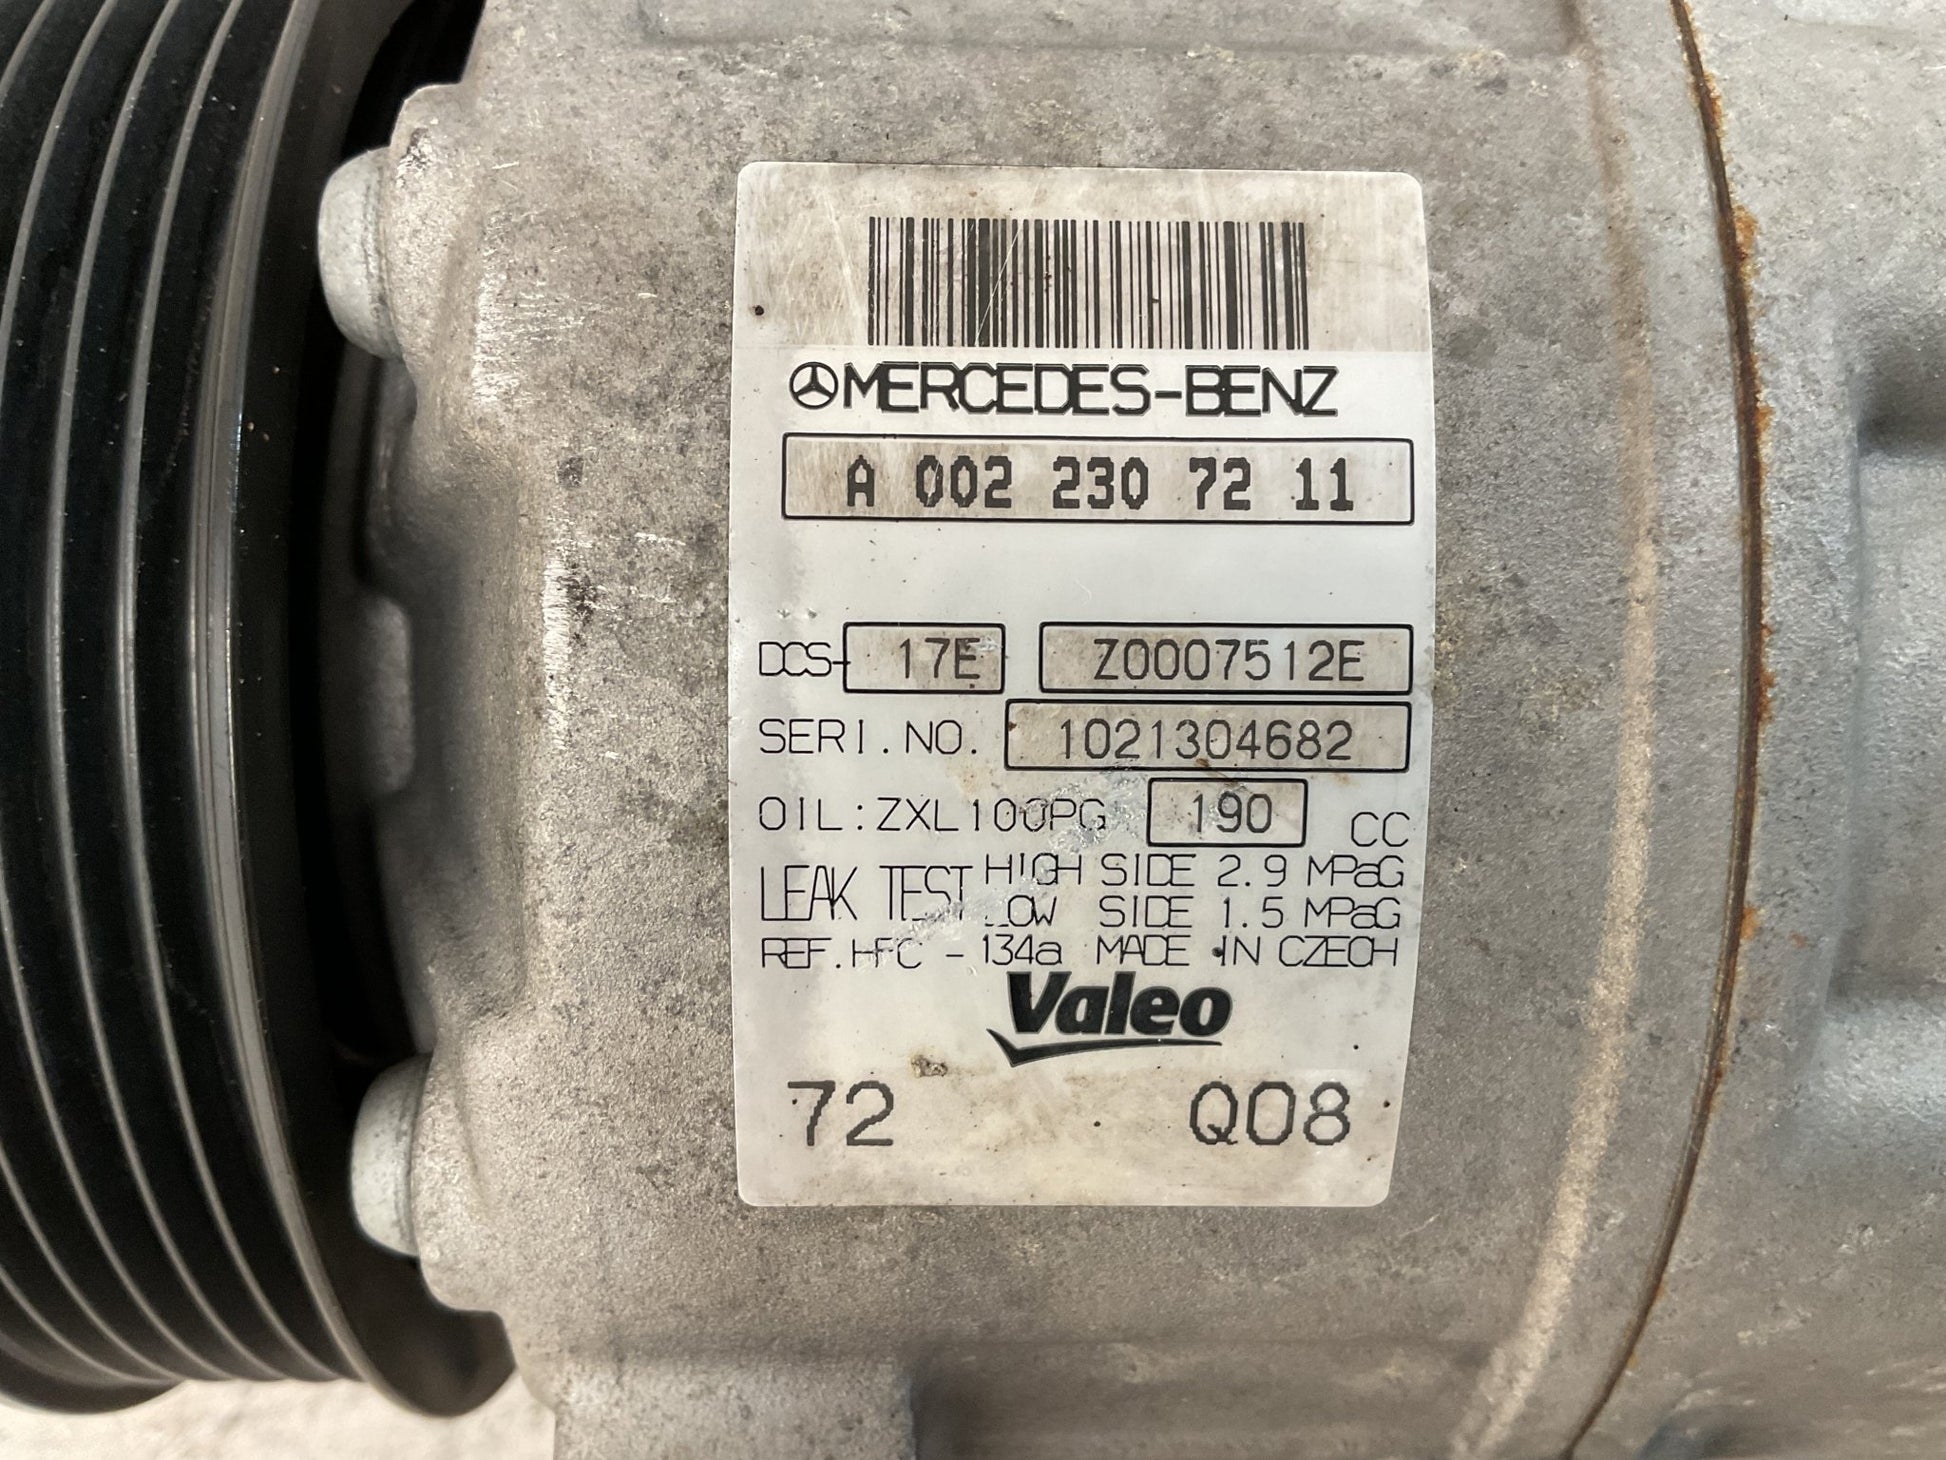 MERCEDES-BENZ
A 002 230 72 11
DCS- 17E Z0007512E
SERI.NO. 1021304682
OIL:ZXL100PG 190 CC
LEAK TEST HIGH SIDE 2.9 MPaG
LOW SIDE 1.5 MPaG
REF.HFC - 134a MADE IN CZECH
Valeo
72 Q08